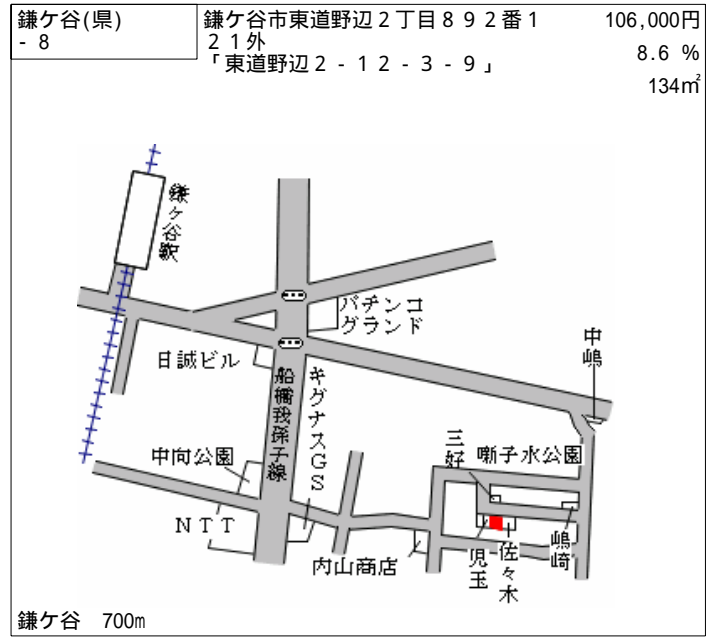 鎌ケ谷(県)
- 8
鎌ケ谷市東道野辺２丁目８９２番１
２１外
「東道野辺２-１２-３-９」
106,000円
8.6 %
134㎡
鎌ケ谷駅
パチンコ
グランド
日誠ビル
船橋我孫子線
キグナスGS
中嶋
中向公園
三好
噺子水公園
ＮＴＴ
内山商店
児玉
佐々木
嶋崎
鎌ケ谷　700m